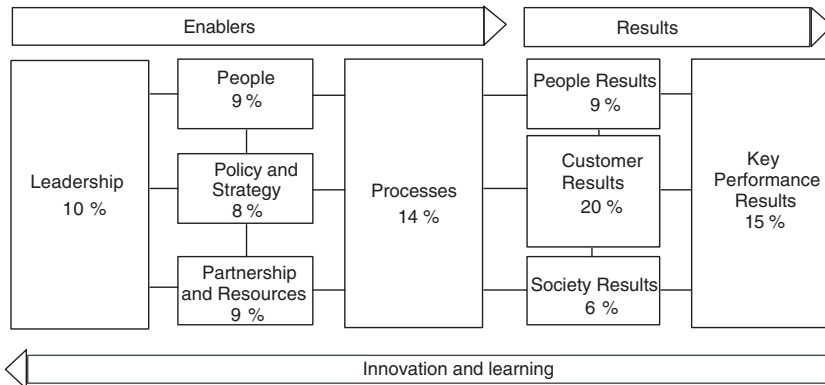 Enablers
Results
Leadership
10 %
People
9 %
Policy and
Strategy
8 %
Partnership
and Resources
9 %
Processes
14 %
People Results
9 %
Customer
Results
20 %
Society Results
6 %
Key
Performance
Results
15 %
Innovation and learning